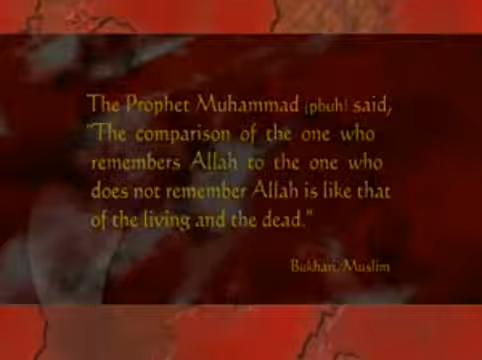 The Prophet Muhammad (pbuh) said,
"The comparison of the one who
remembers Allah to the one who
does not remember Allah is like that
of the living and the dead."
Bukhari, Muslim